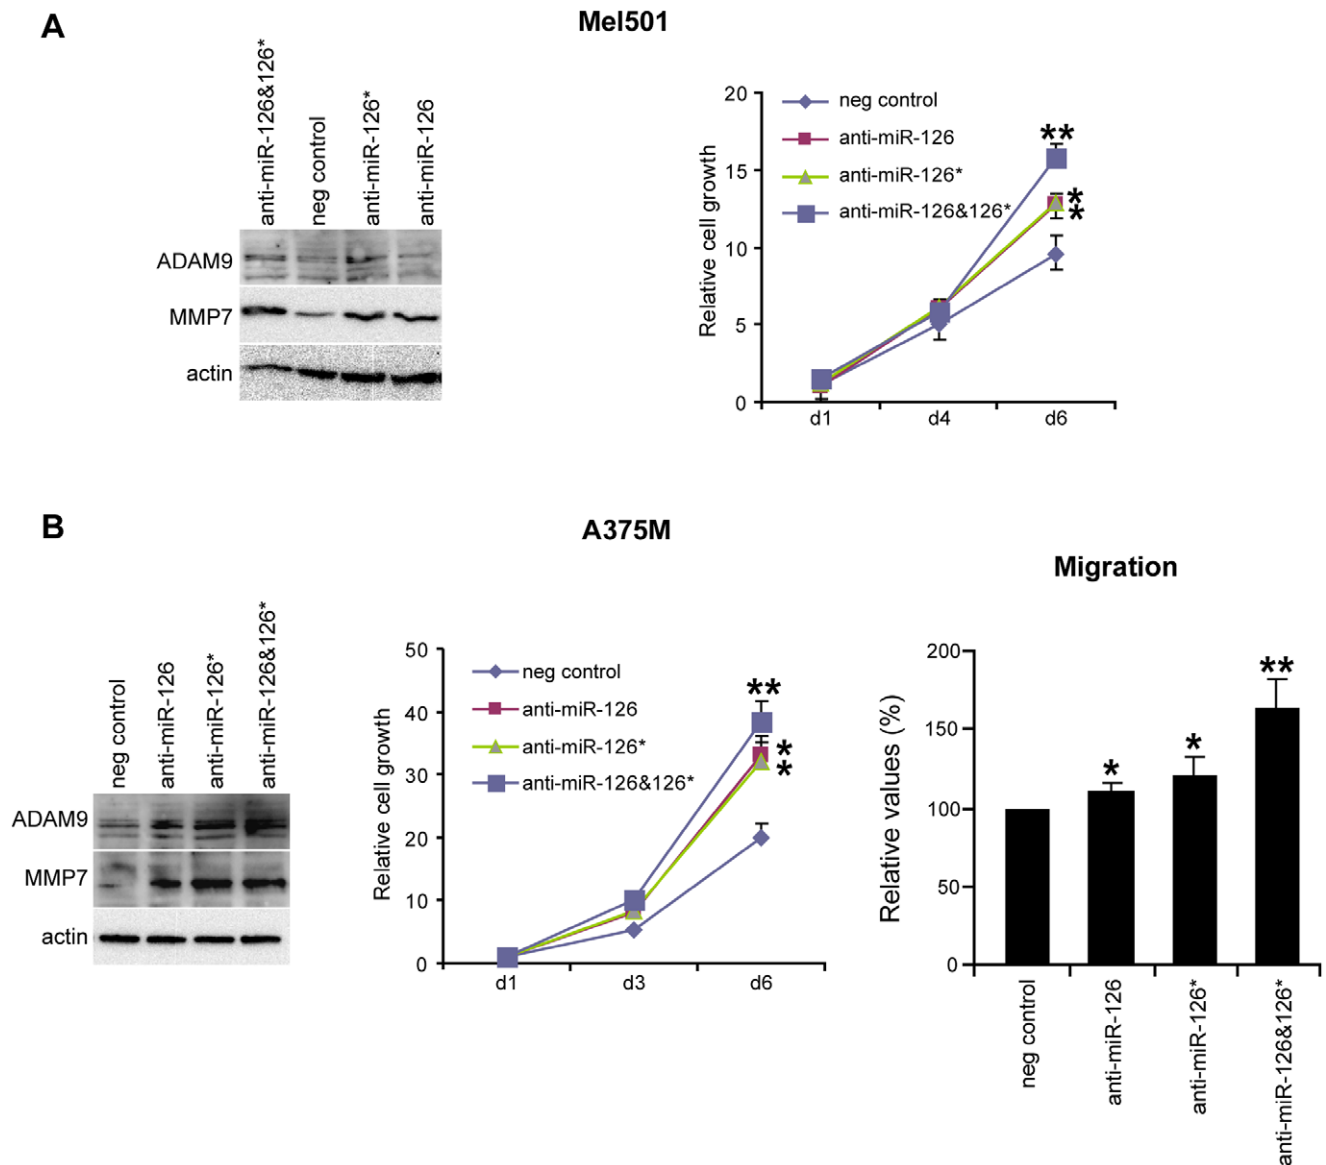 A
Mel501
anti-miR-126&126*
neg control
anti-miR-126*
anti-miR-126
ADAM9
MMP7
actin
Relative cell growth
20
15
10
5
0
neg control
anti-miR-126
anti-miR-126*
anti-miR-126&126*
**
*
*
d1 d4 d6
B
A375M
neg control
anti-miR-126
anti-miR-126*
anti-miR-126&126*
ADAM9
MMP7
actin
Relative cell growth
50
40
30
20
10
0
neg control
anti-miR-126
anti-miR-126*
anti-miR-126&126*
**
*
*
d1 d3 d6
Migration
Relative values (%)
200
150
100
50
0
*
*
**
neg control
anti-miR-126
anti-miR-126*
anti-miR-126&126*